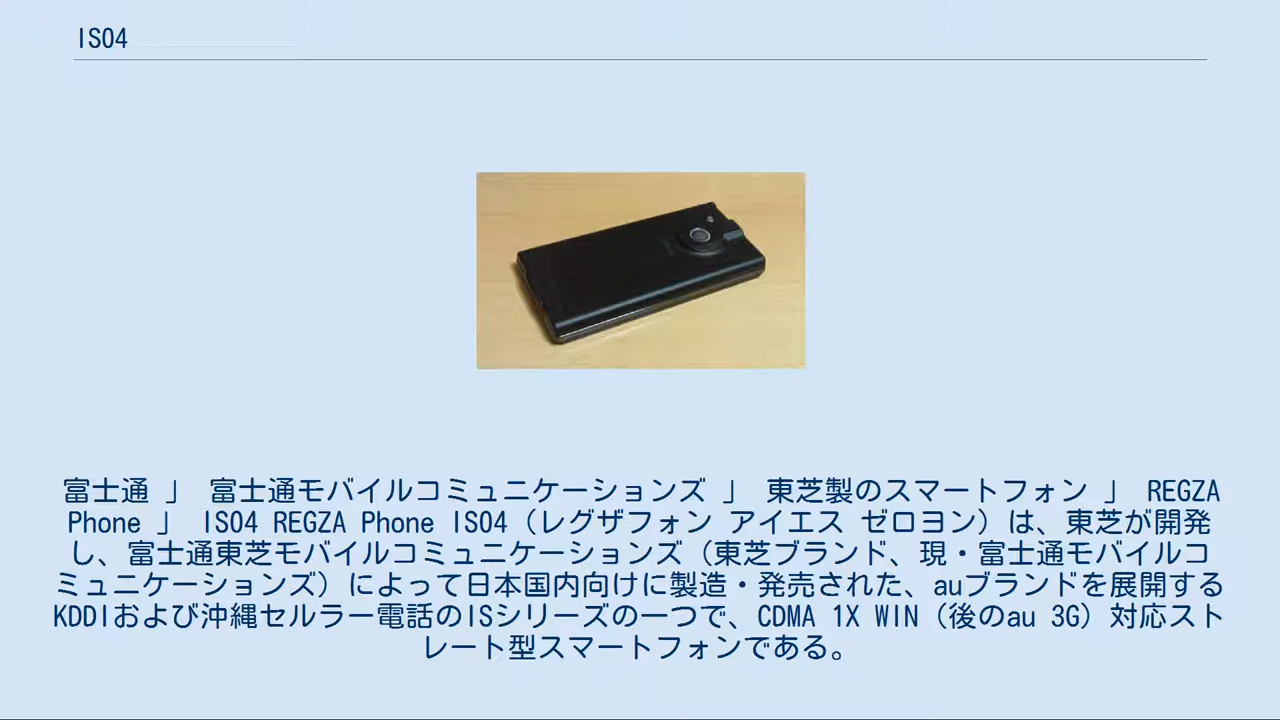 IS04
富士通 」 富士通モバイルコミュニケーションズ 」 東芝製のスマートフォン 」 REGZA
Phone 」 IS04 REGZA Phone IS04（レグザフォン アイエス ゼロヨン）は、東芝が開発
し、富士通東芝モバイルコミュニケーションズ（東芝ブランド、現・富士通モバイルコ
ミュニケーションズ）によって日本国内向けに製造・発売された、auブランドを展開する
KDDIおよび沖縄セルラー電話のISシリーズの一つで、CDMA 1X WIN（後のau 3G）対応スト
レート型スマートフォンである。